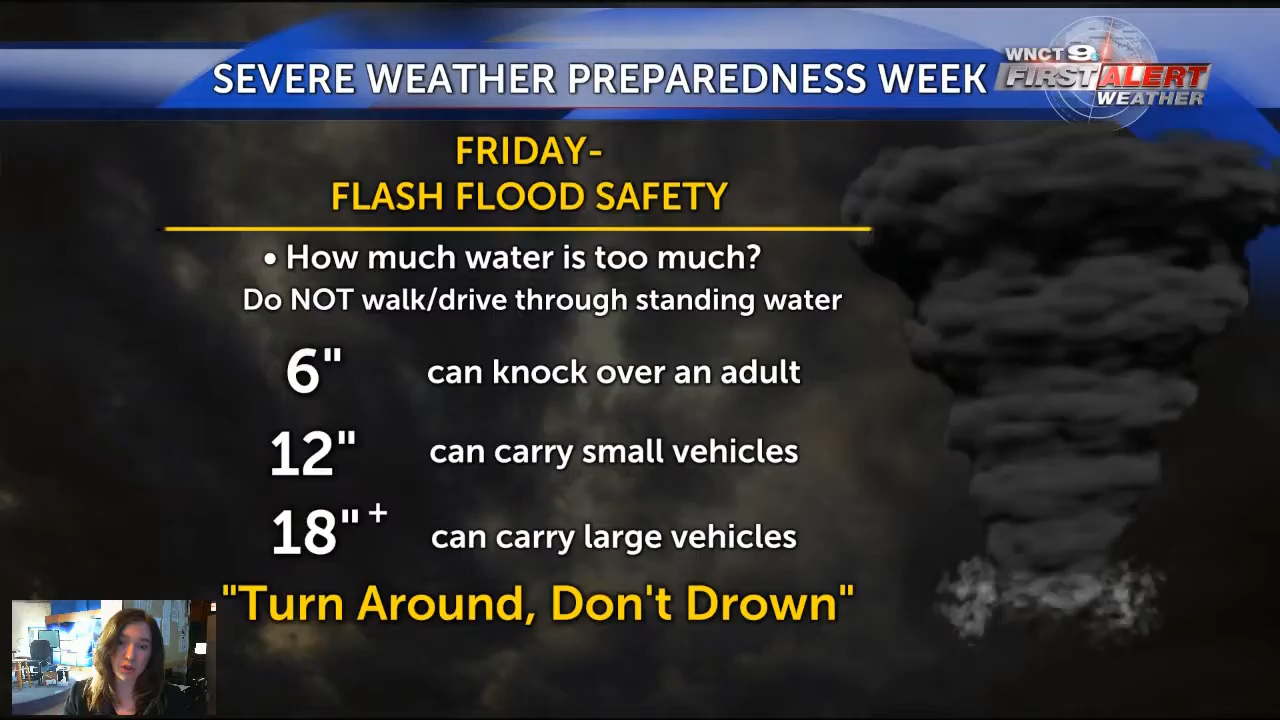 SEVERE WEATHER PREPAREDNESS WEEK
WNCT 9
FIRST ALERT
WEATHER
FRIDAY-
FLASH FLOOD SAFETY
• How much water is too much?
Do NOT walk/drive through standing water
6" can knock over an adult
12" can carry small vehicles
18"+ can carry large vehicles
"Turn Around, Don't Drown"